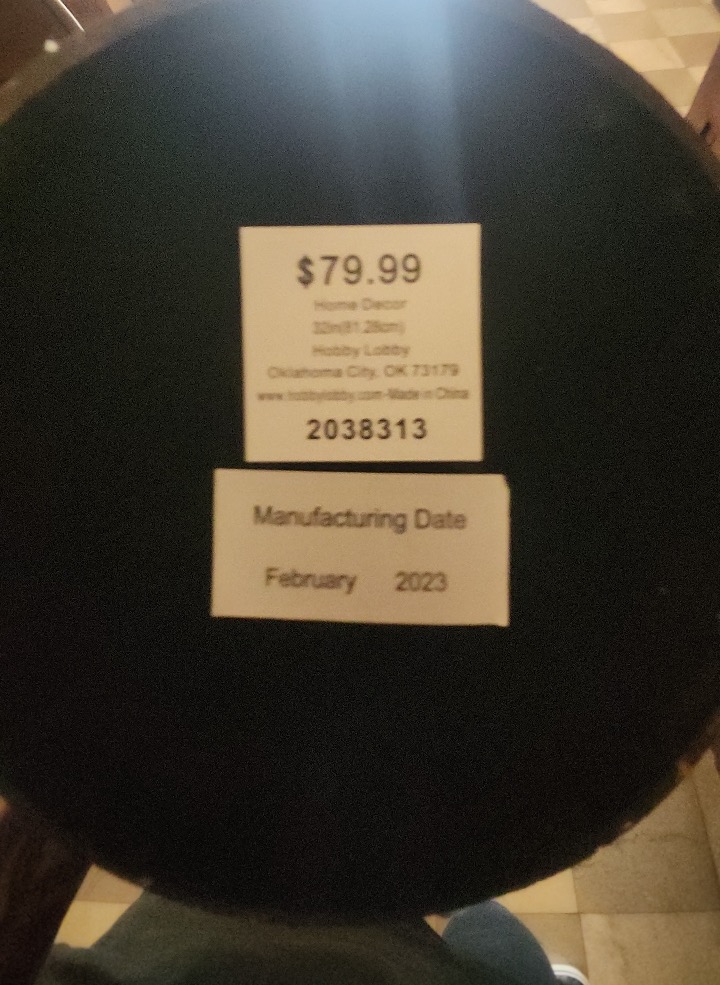 $79.99
Home Decor
32in(81.28cm)
Hobby Lobby
Oklahoma City, OK 73179
www.hobbylobby.com-Made in China
2038313
Manufacturing Date
February 2023